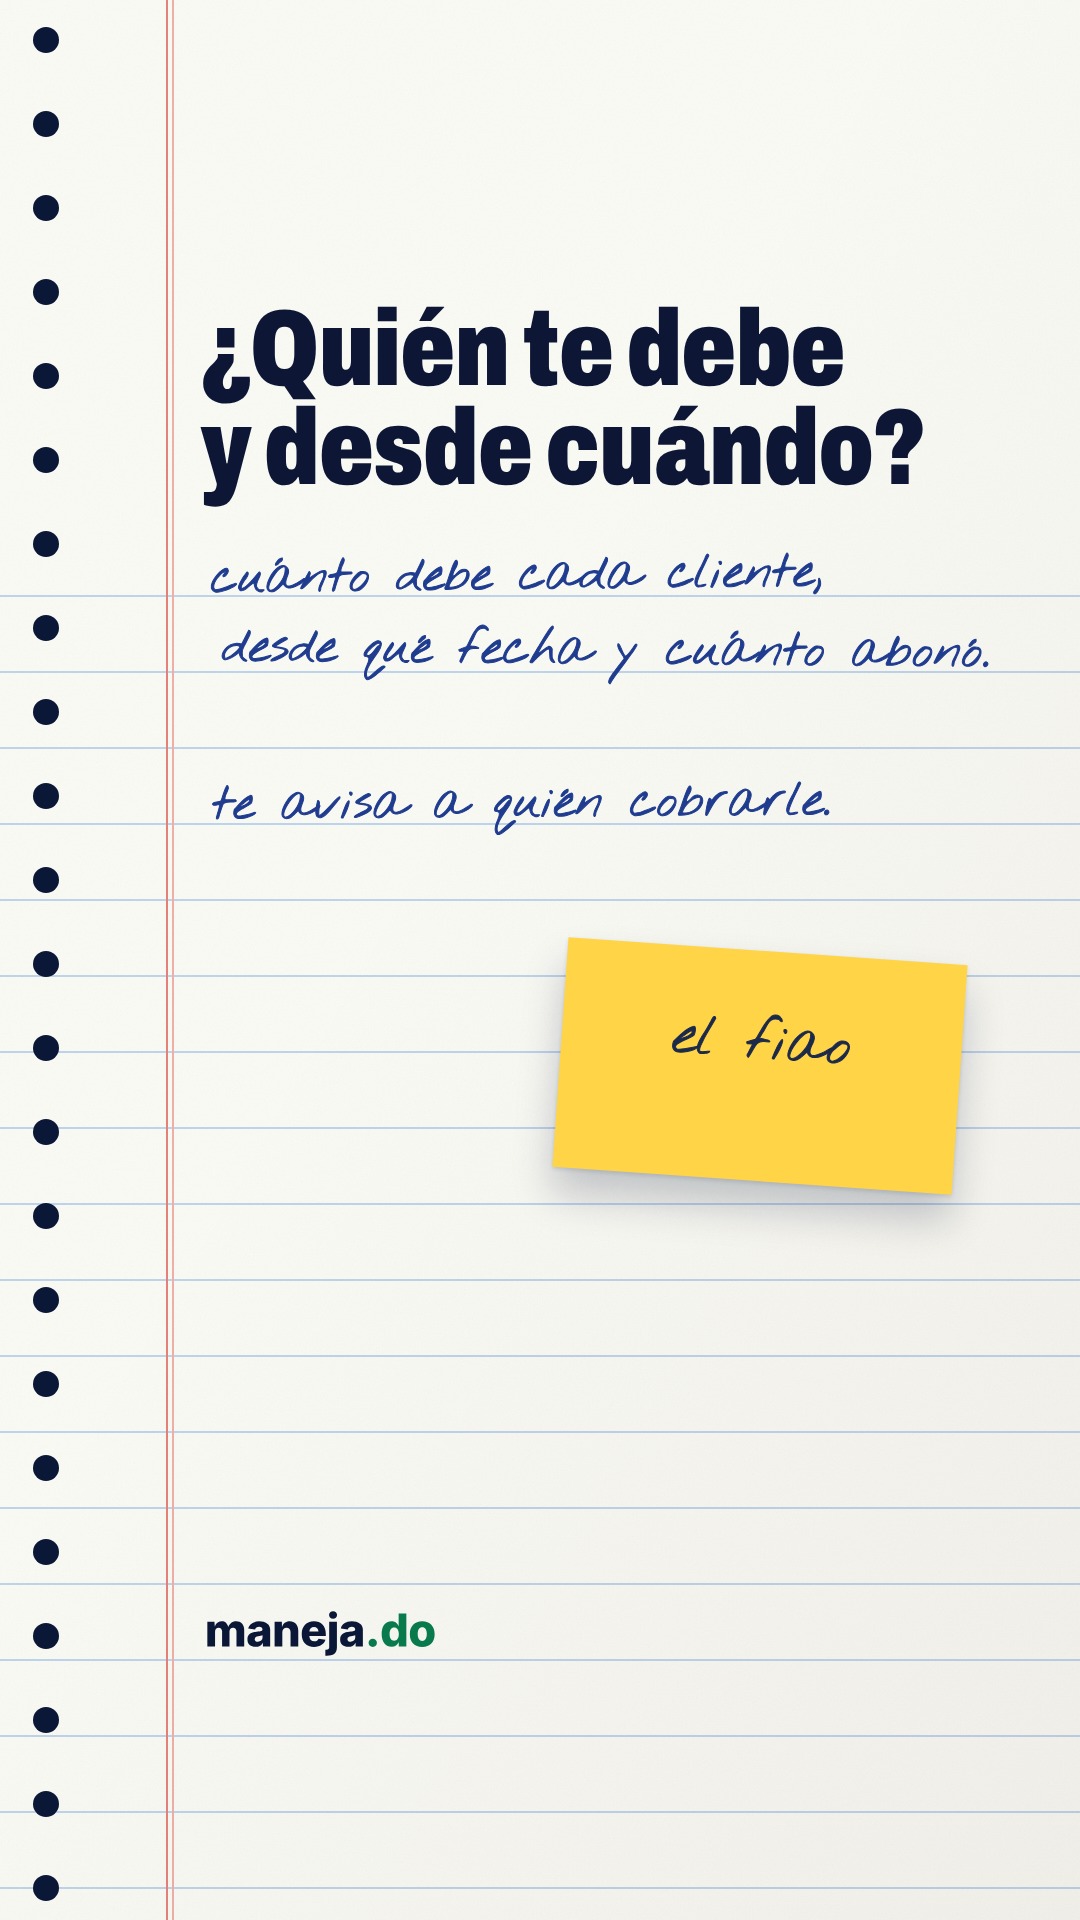 ¿Quién te debe
y desde cuándo?
cuánto debe cada cliente,
desde qué fecha y cuánto abonó.
te avisa a quién cobrarle.
el fiao
maneja.do